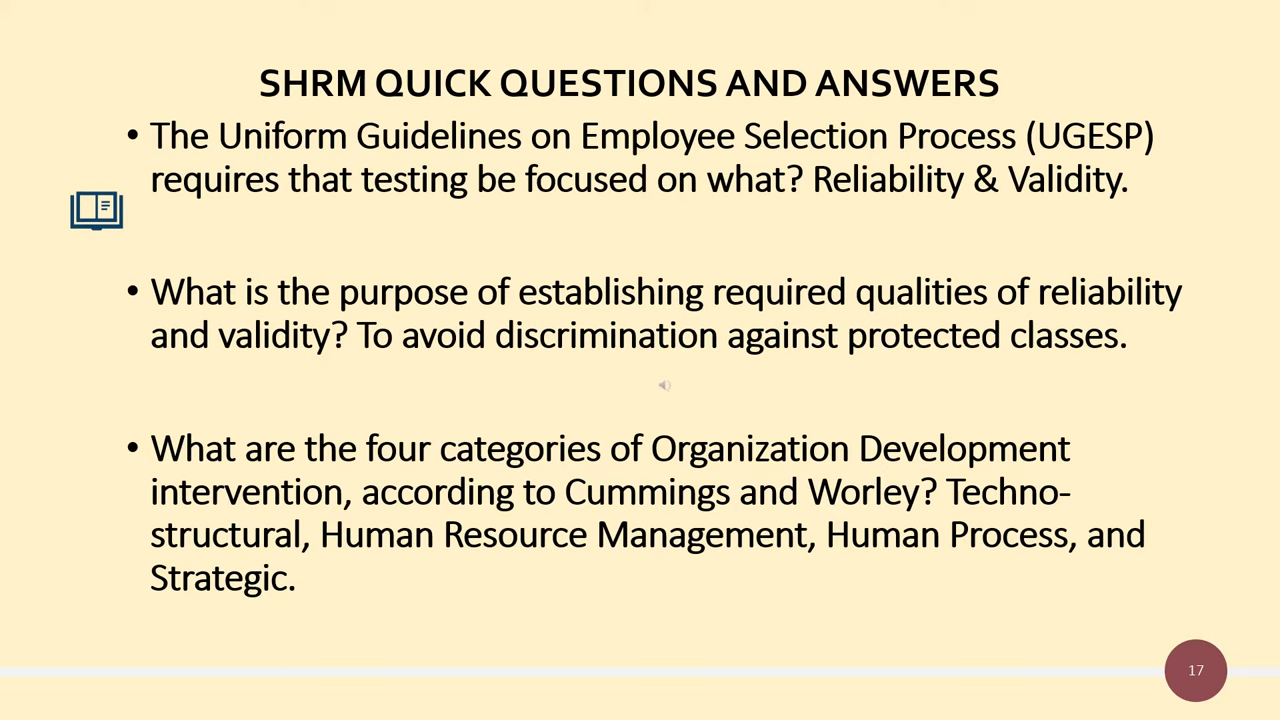 SHRM QUICK QUESTIONS AND ANSWERS
• The Uniform Guidelines on Employee Selection Process (UGESP)
requires that testing be focused on what? Reliability & Validity.
• What is the purpose of establishing required qualities of reliability
and validity? To avoid discrimination against protected classes.
• What are the four categories of Organization Development
intervention, according to Cummings and Worley? Techno-
structural, Human Resource Management, Human Process, and
Strategic.
17